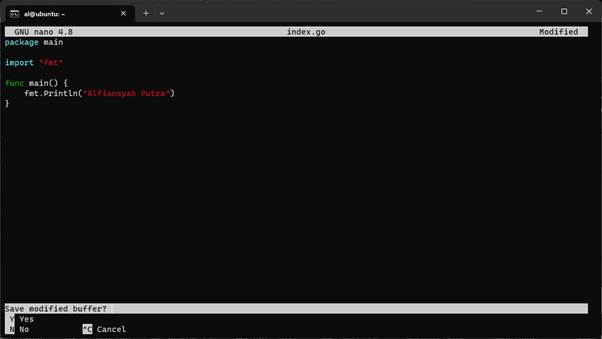 al@ubuntu: ~
GNU nano 4.8 index.go Modified
package main
import "fmt"
func main() {
    fmt.Println("Alfiansyah Putra")
}
Save modified buffer?
Y Yes
N No ^C Cancel